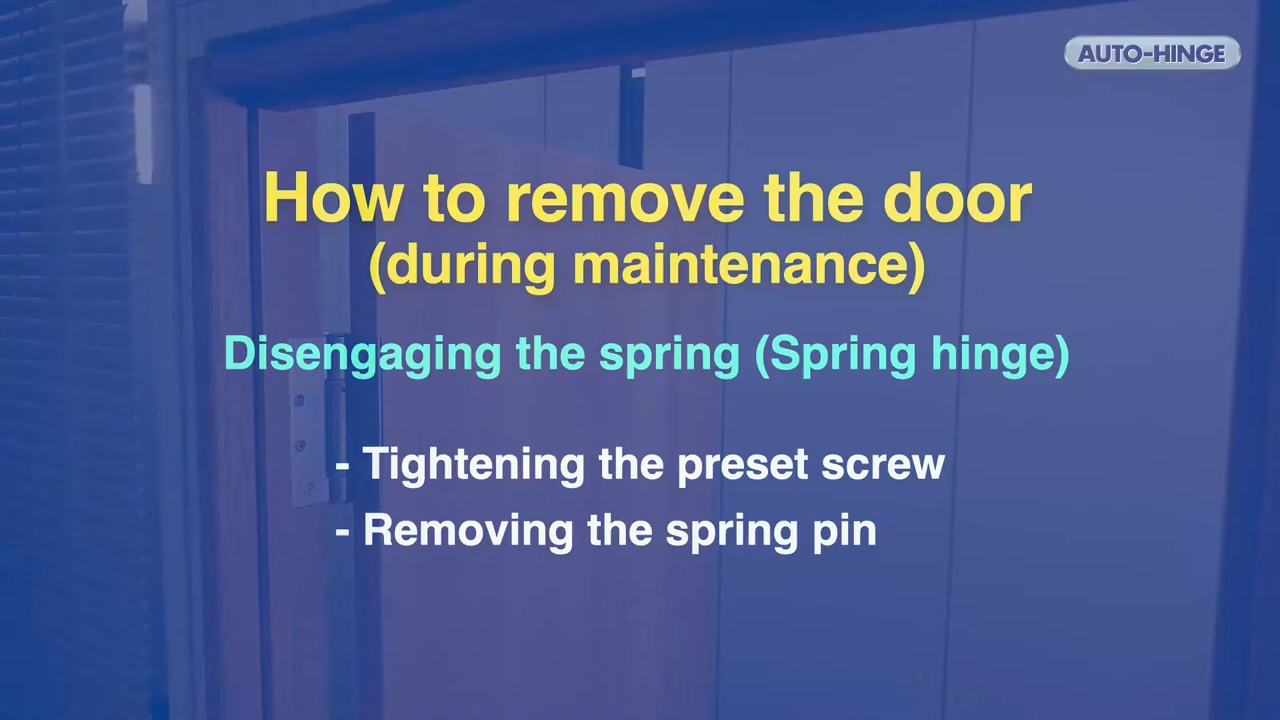 AUTO-HINGE
How to remove the door
(during maintenance)
Disengaging the spring (Spring hinge)
- Tightening the preset screw
- Removing the spring pin